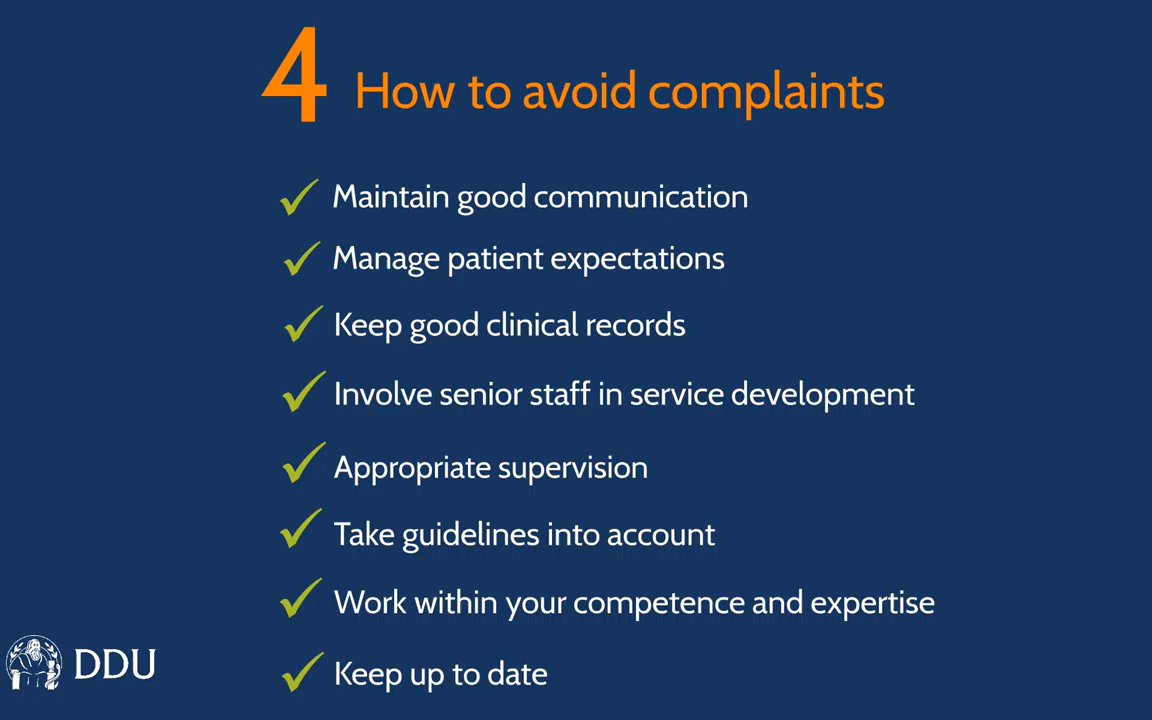 4 How to avoid complaints
Maintain good communication
Manage patient expectations
Keep good clinical records
Involve senior staff in service development
Appropriate supervision
Take guidelines into account
Work within your competence and expertise
Keep up to date
DDU